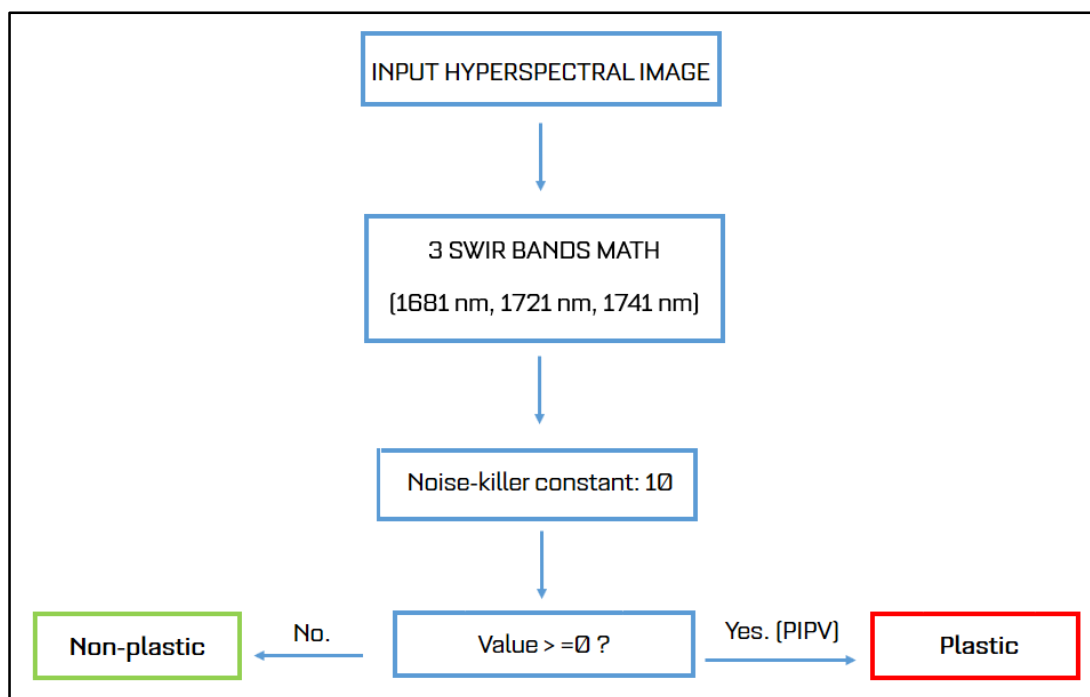 INPUT HYPERSPECTRAL IMAGE
3 SWIR BANDS MATH
(1681 nm, 1721 nm, 1741 nm)
Noise-killer constant: 10
Non-plastic
No.
Value > =0 ?
Yes. (PIPV)
Plastic